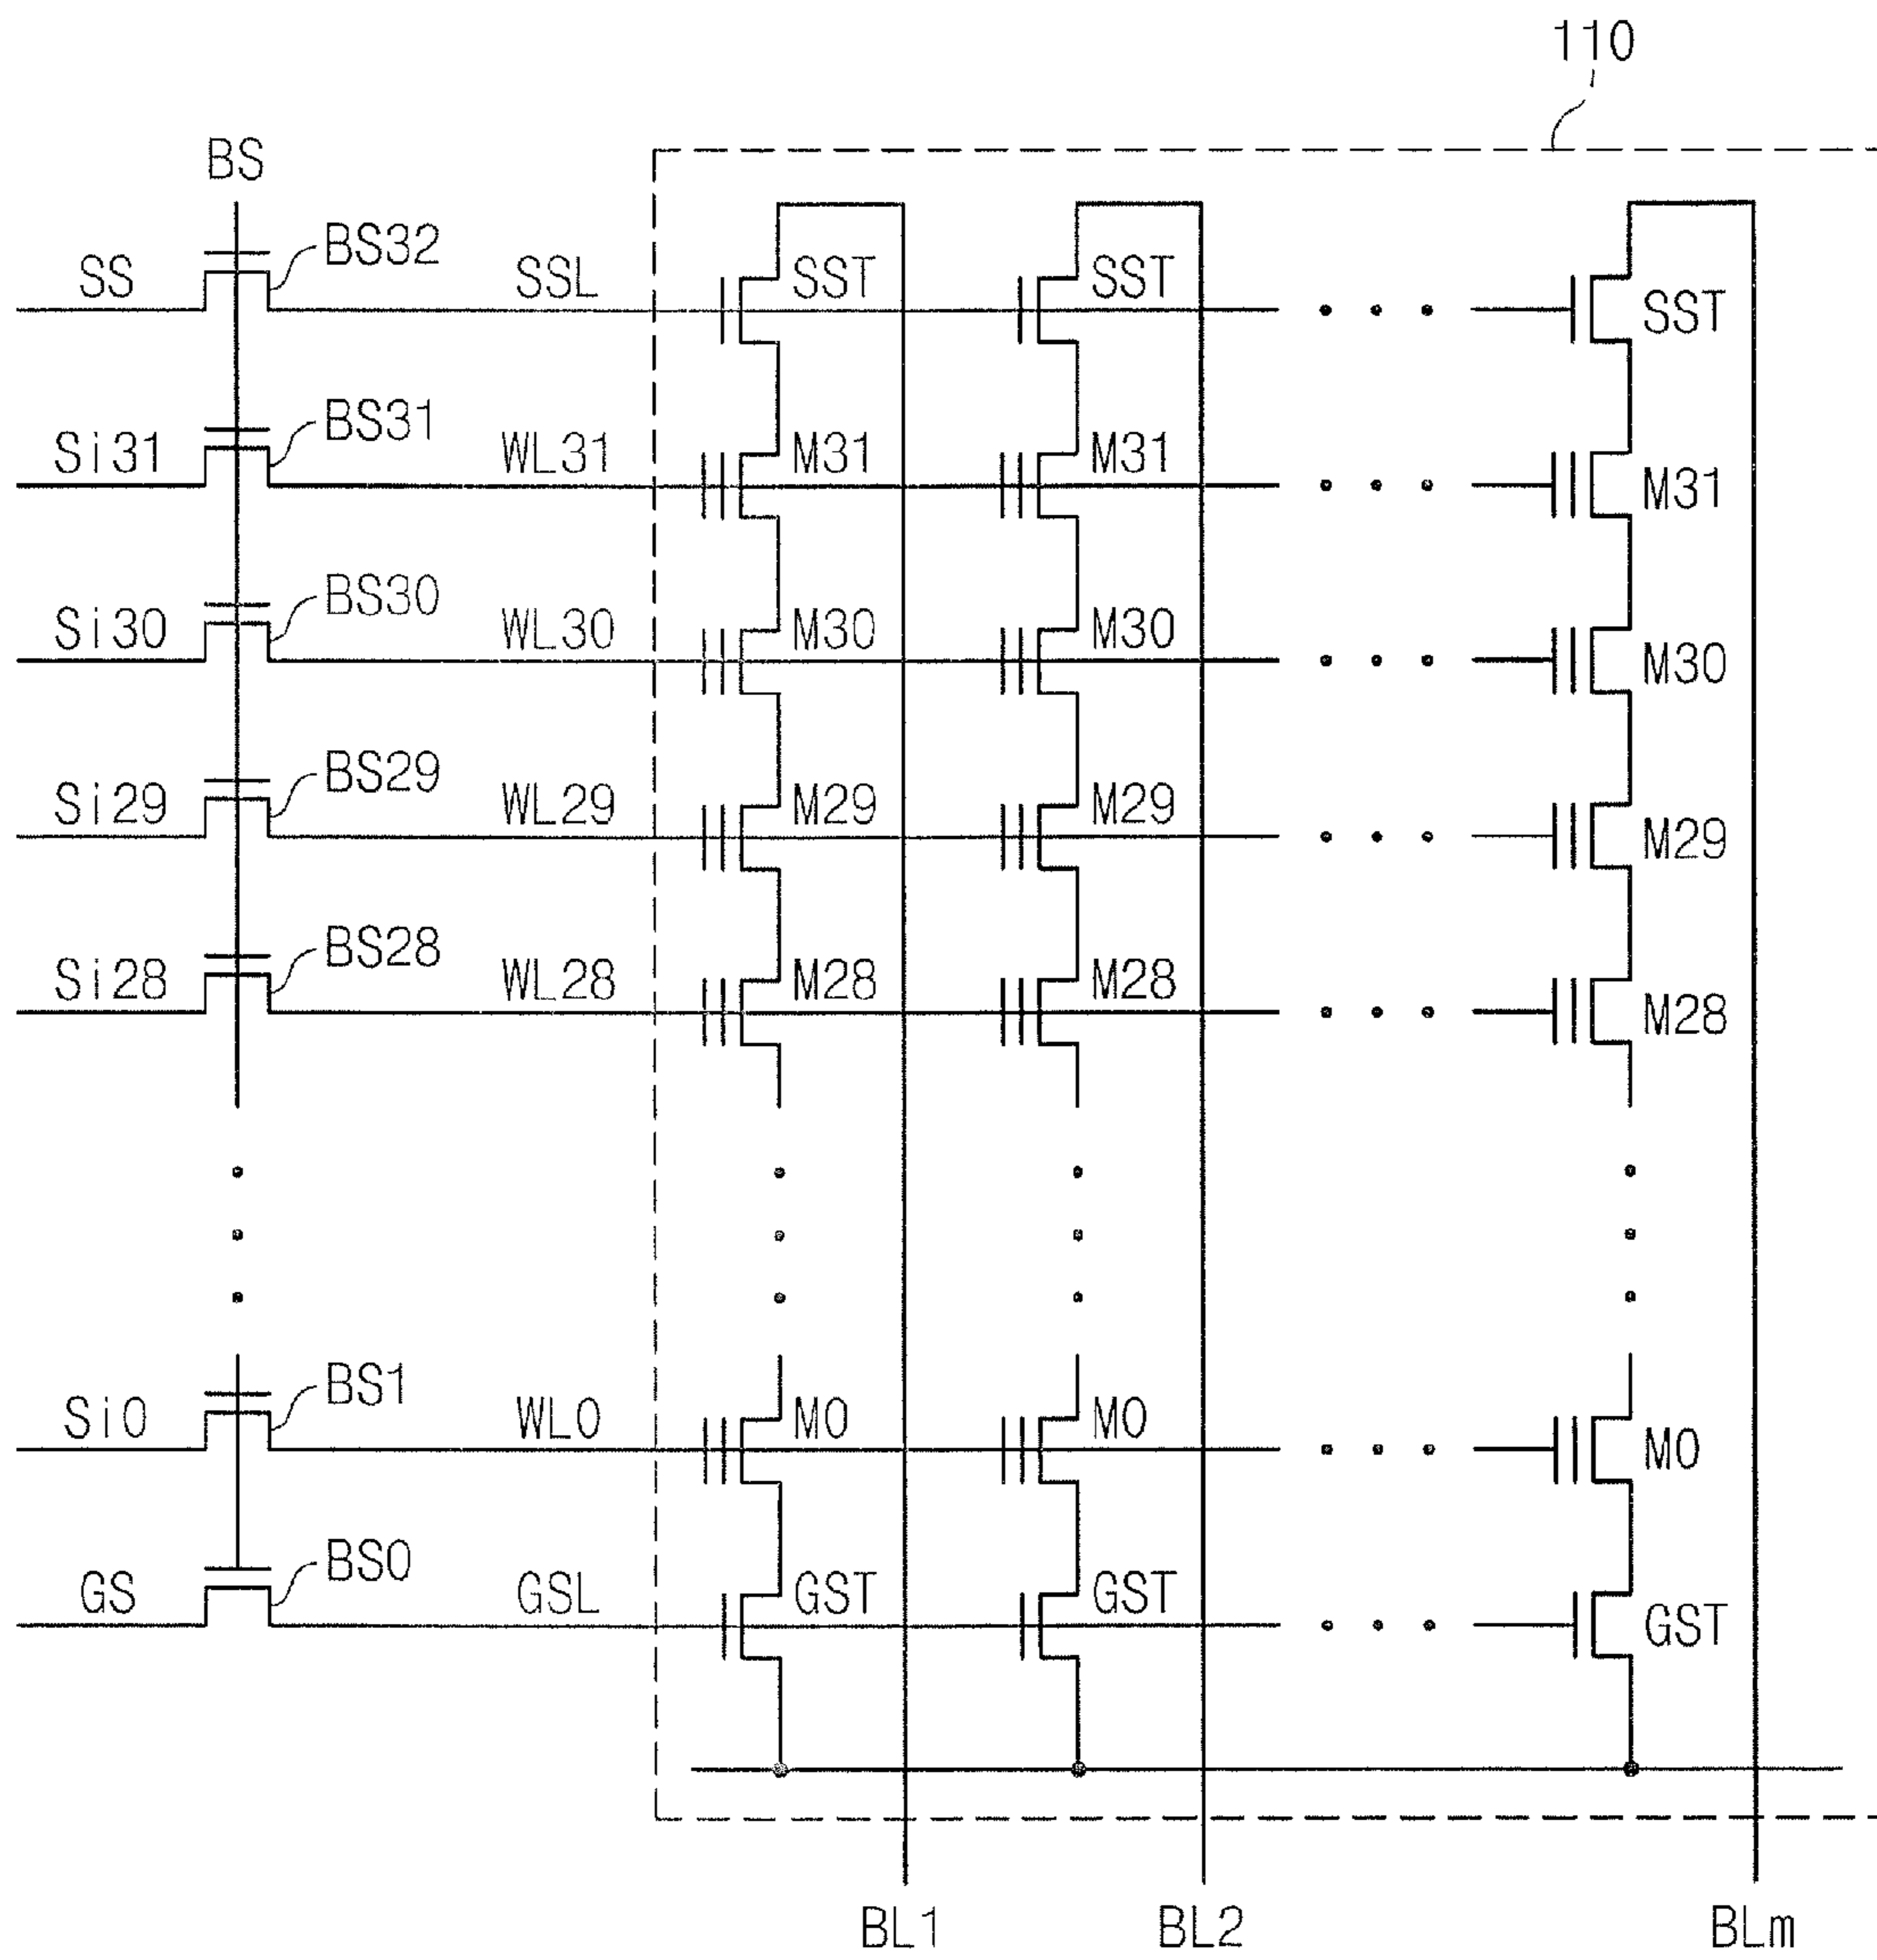 110
BS
SS BS32 SSL SST SST SST
Si31 BS31 WL31 M31 M31 M31
Si30 BS30 WL30 M30 M30 M30
Si29 BS29 WL29 M29 M29 M29
Si28 BS28 WL28 M28 M28 M28
Si0 BS1 WL0 M0 M0 M0
GS BS0 GSL GST GST GST
BL1 BL2 BLm